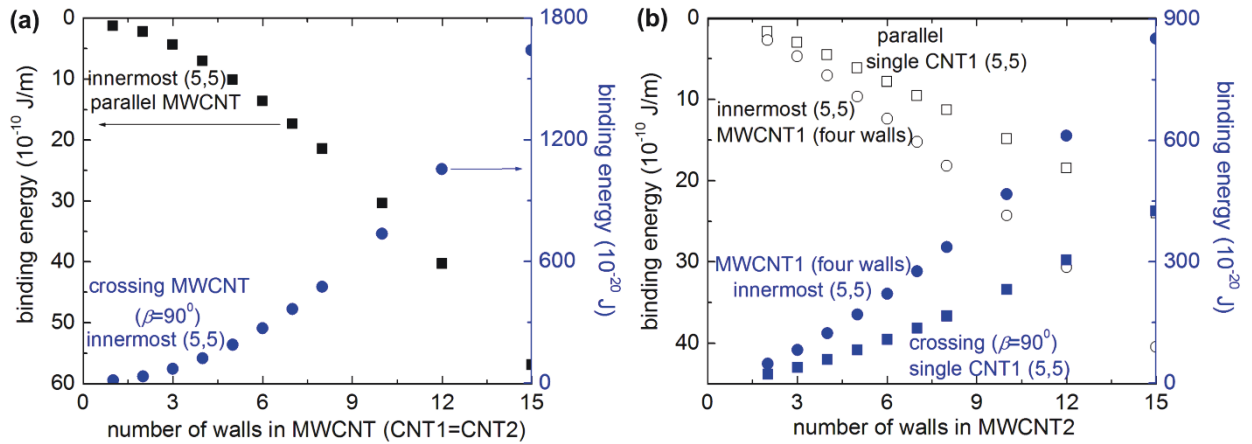 (a)
0
10
20
30
40
50
60
binding energy (10⁻¹⁰ J/m)
innermost (5,5)
parallel MWCNT
crossing MWCNT
(β=90⁰)
innermost (5,5)
0
3
6
9
12
15
number of walls in MWCNT (CNT1=CNT2)
1800
1200
600
0
binding energy (10⁻²⁰ J)
(b)
0
10
20
30
40
binding energy (10⁻¹⁰ J/m)
parallel
single CNT1 (5,5)
innermost (5,5)
MWCNT1 (four walls)
MWCNT1 (four walls)
innermost (5,5)
crossing (β=90⁰)
single CNT1 (5,5)
0
3
6
9
12
15
number of walls in MWCNT2
900
600
300
0
binding energy (10⁻²⁰ J)